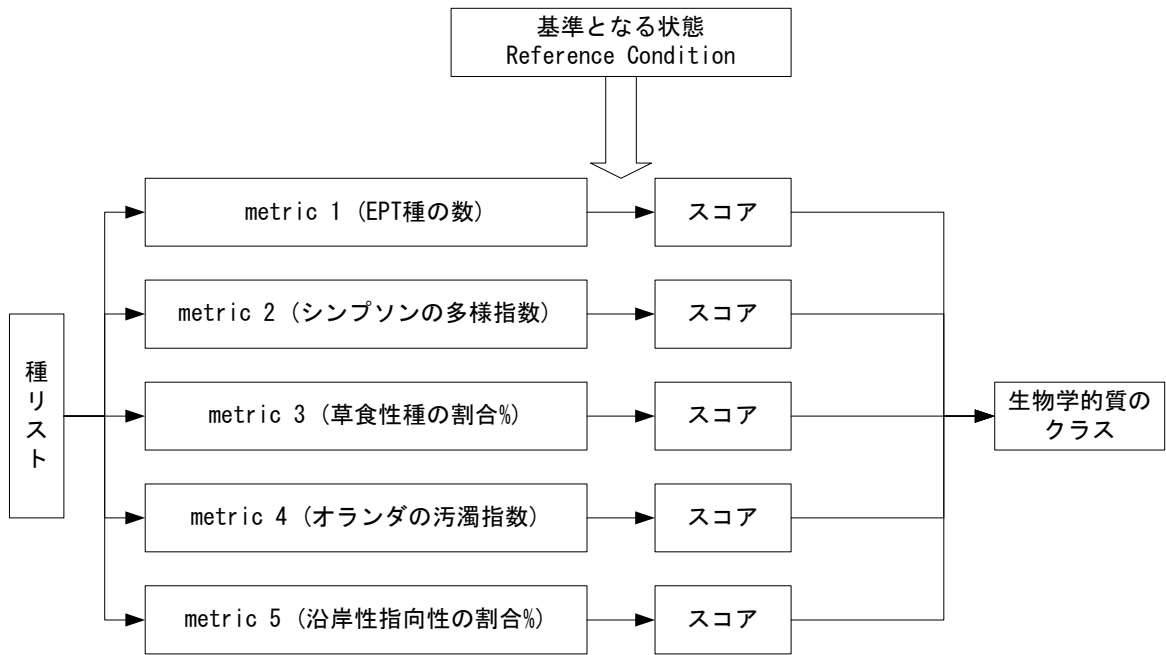 基準となる状態
Reference Condition
metric 1 (EPT種の数)
スコア
metric 2 (シンプソンの多様指数)
スコア
種リスト
metric 3 (草食性種の割合%)
スコア
生物学的質の
クラス
metric 4 (オランダの汚濁指数)
スコア
metric 5 (沿岸性指向性の割合%)
スコア